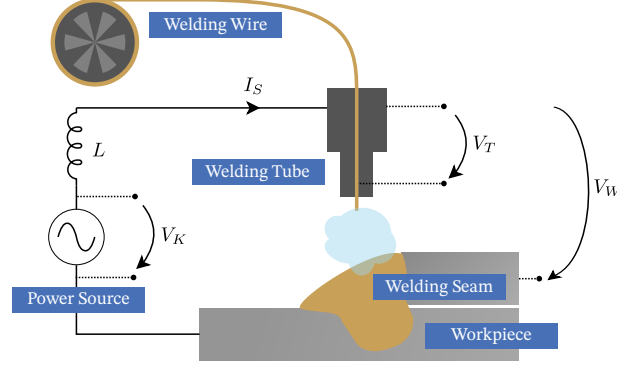 Welding Wire
I_S
L
Welding Tube
V_T
V_W
V_K
Power Source
Welding Seam
Workpiece